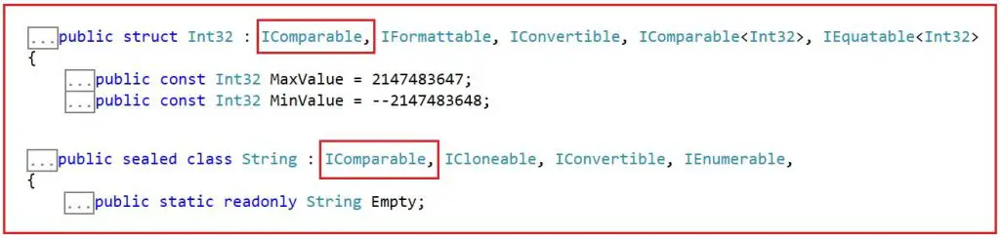 ...public struct Int32 : IComparable, IFormattable, IConvertible, IComparable<Int32>, IEquatable<Int32>
{
...public const Int32 MaxValue = 2147483647;
...public const Int32 MinValue = --2147483648;
...public sealed class String : IComparable, ICloneable, IConvertible, IEnumerable,
{
...public static readonly String Empty;